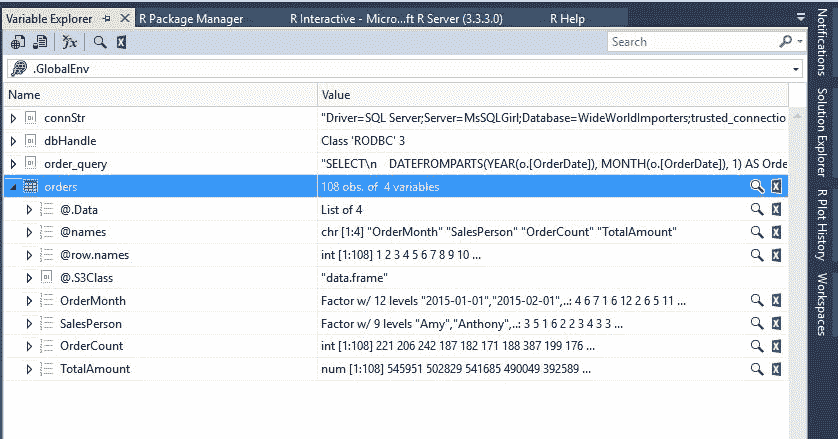 Variable Explorer
R Package Manager
R Interactive - Micro...ft R Server (3.3.3.0)
R Help
Search
.GlobalEnv
Name Value
connStr "Driver=SQL Server;Server=MsSQLGirl;Database=WideWorldImporters;trusted_connectio
dbHandle Class 'RODBC' 3
order_query "SELECT\n DATEFROMPARTS(YEAR(o.[OrderDate]), MONTH(o.[OrderDate]), 1) AS Order
orders 108 obs. of 4 variables
@.Data List of 4
@names chr [1:4] "OrderMonth" "SalesPerson" "OrderCount" "TotalAmount"
@row.names int [1:108] 1 2 3 4 5 6 7 8 9 10 ...
@.S3Class "data.frame"
OrderMonth Factor w/ 12 levels "2015-01-01","2015-02-01",..: 4 6 7 1 6 12 2 6 5 11 ...
SalesPerson Factor w/ 9 levels "Amy","Anthony",..: 3 5 1 6 2 2 3 4 3 3 ...
OrderCount int [1:108] 221 206 242 187 182 171 188 387 199 176 ...
TotalAmount num [1:108] 545951 502829 541685 490049 392589 ...
Notifications
Solution Explorer
R Plot History
Workspaces